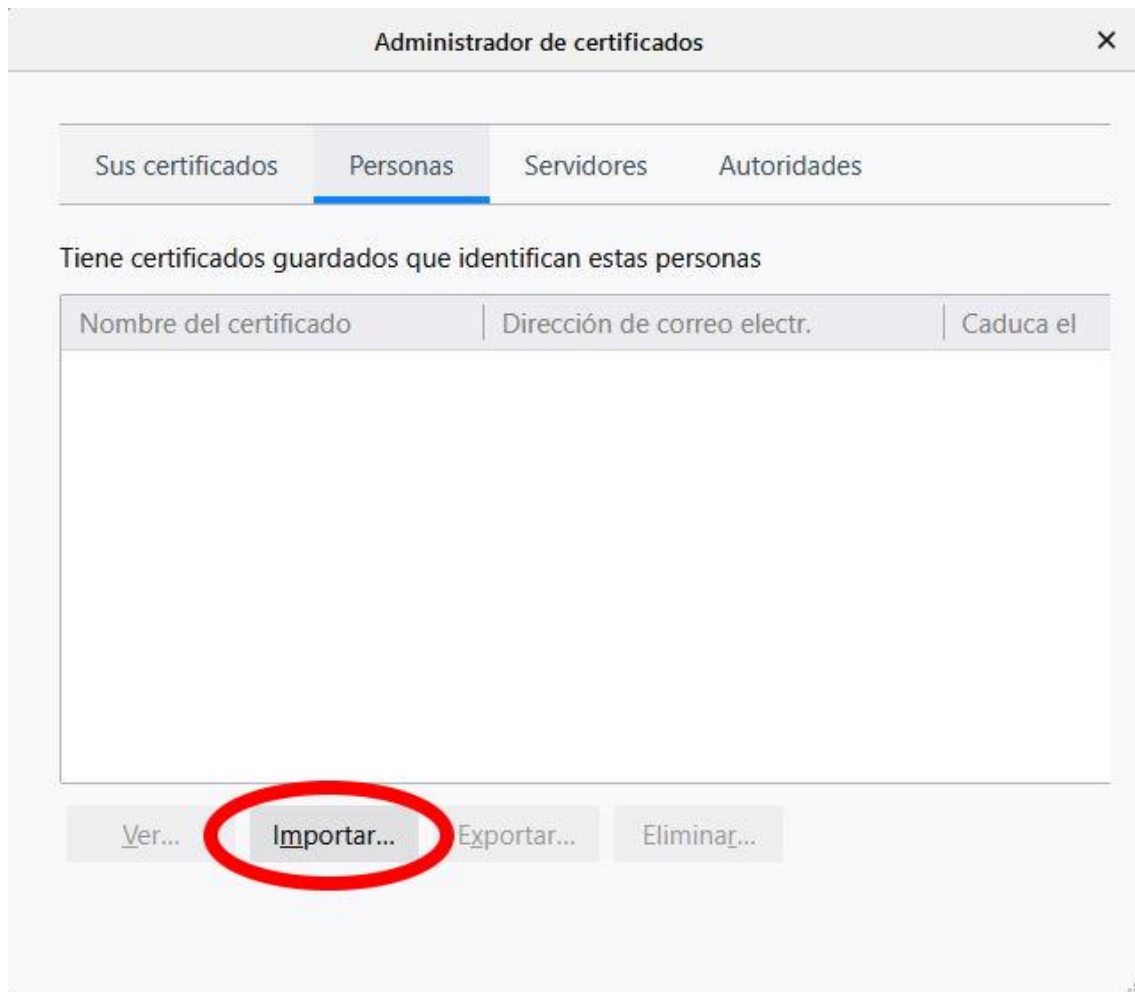 Administrador de certificados
Sus certificados Personas Servidores Autoridades
Tiene certificados guardados que identifican estas personas
Nombre del certificado Dirección de correo electr. Caduca el
Ver... Importar... Exportar... Eliminar...